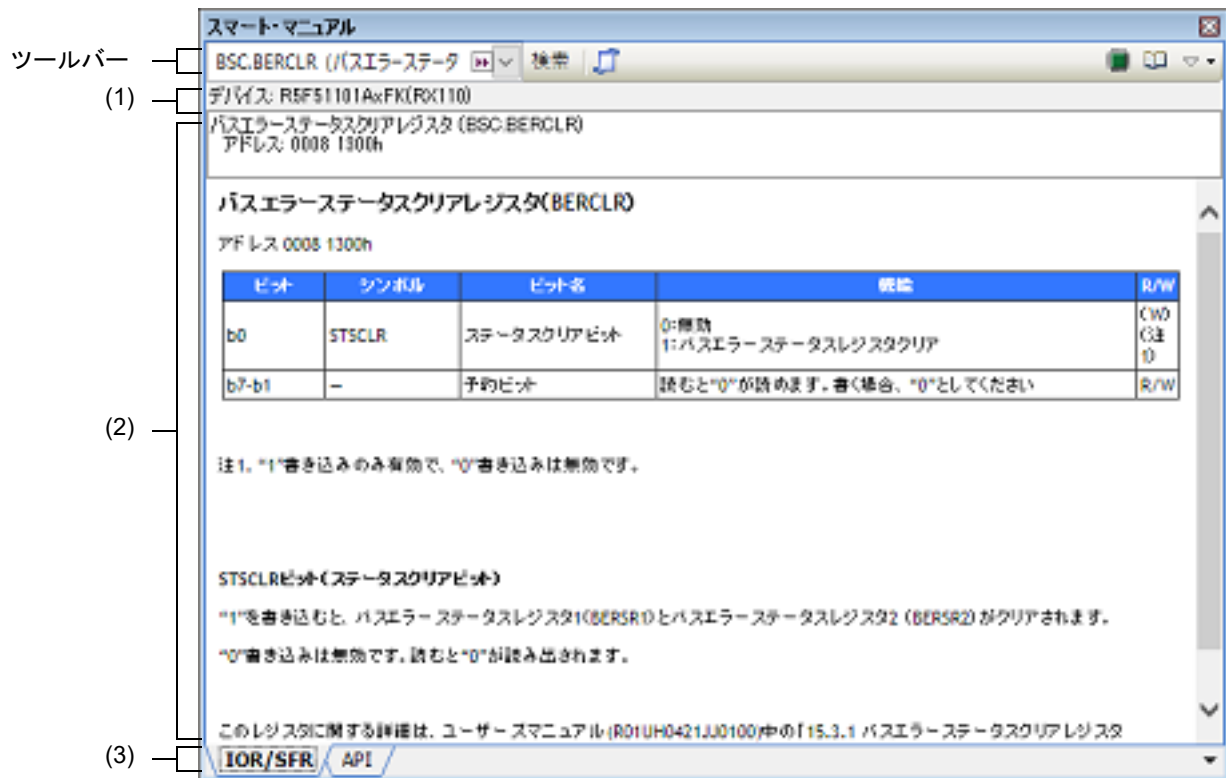 スマート・マニュアル
ツールバー
BSC.BERCLR (バスエラーステータ 検索
(1)
デバイス: R5F51101AxFK(RX110)
バスエラーステータスクリアレジスタ (BSC.BERCLR)
アドレス: 0008 1300h
バスエラーステータスクリアレジスタ(BERCLR)
アドレス 0008 1300h
ビット シンボル ビット名 機能 R/W
b0 STSCLR ステータスクリアビット 0:無効 1:バスエラーステータスレジスタクリア (W) (注1)
b7-b1 − 予約ビット 読むと"0"が読めます。書く場合、"0"としてください R/W
(2)
注1. "1"書き込みのみ有効で、"0"書き込みは無効です。
STSCLRビット(ステータスクリアビット)
"1"を書き込むと、バスエラーステータスレジスタ1(BERSR1)とバスエラーステータスレジスタ2 (BERSR2) がクリアされます。
"0"書き込みは無効です。読むと"0"が読み出されます。
このレジスタに関する詳細は、ユーザーズマニュアル (R01UH0421JJ0100)中の「15.3.1 バスエラーステータスクリアレジスタ
(3)
IOR/SFR API